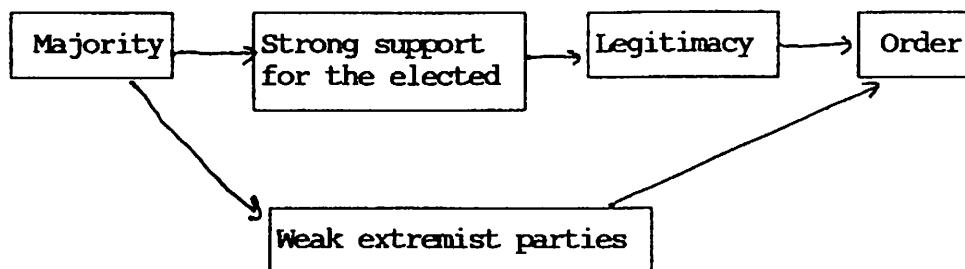 Majority
Strong support
for the elected
Legitimacy
Order
Weak extremist parties